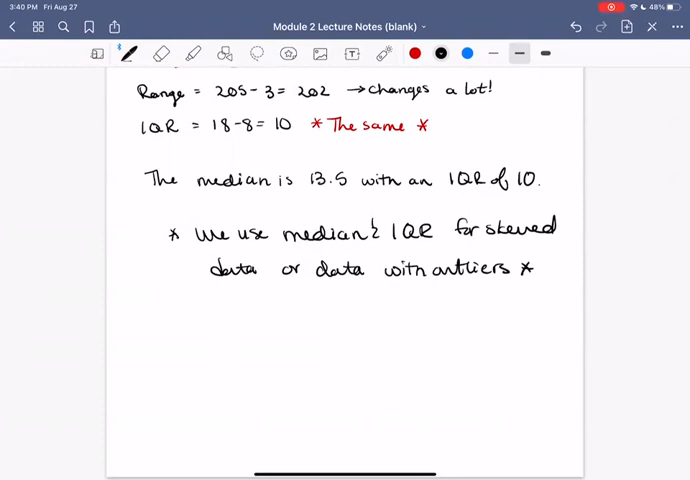 3:40 PM Fri Aug 27
48%
Module 2 Lecture Notes (blank)
Range = 205 - 3 = 202 → changes a lot!
IQR = 18 - 8 = 10 * The same *
The median is 13.5 with an IQR of 10.
* We use median & IQR for skewed
data or data with outliers *